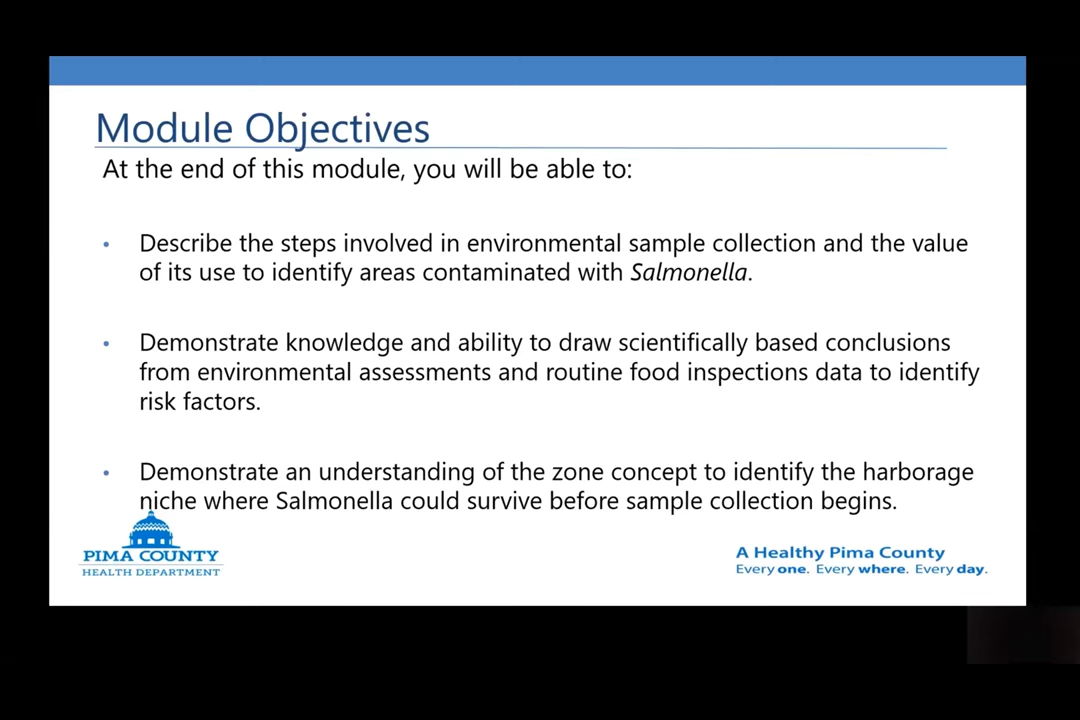 Module Objectives
At the end of this module, you will be able to:
• Describe the steps involved in environmental sample collection and the value
of its use to identify areas contaminated with Salmonella.
• Demonstrate knowledge and ability to draw scientifically based conclusions
from environmental assessments and routine food inspections data to identify
risk factors.
• Demonstrate an understanding of the zone concept to identify the harborage
niche where Salmonella could survive before sample collection begins.
PIMA COUNTY
HEALTH DEPARTMENT
A Healthy Pima County
Every one. Every where. Every day.